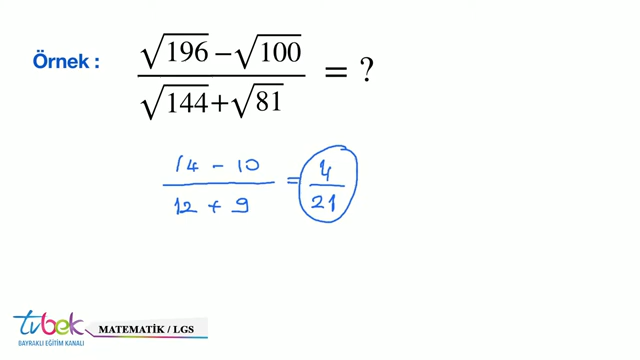 Örnek :
√196 − √100
√144 + √81
= ?
14 - 10
12 + 9
=
4
21
tvbek
BAYRAKLI EĞİTİM KANALI
MATEMATİK / LGS